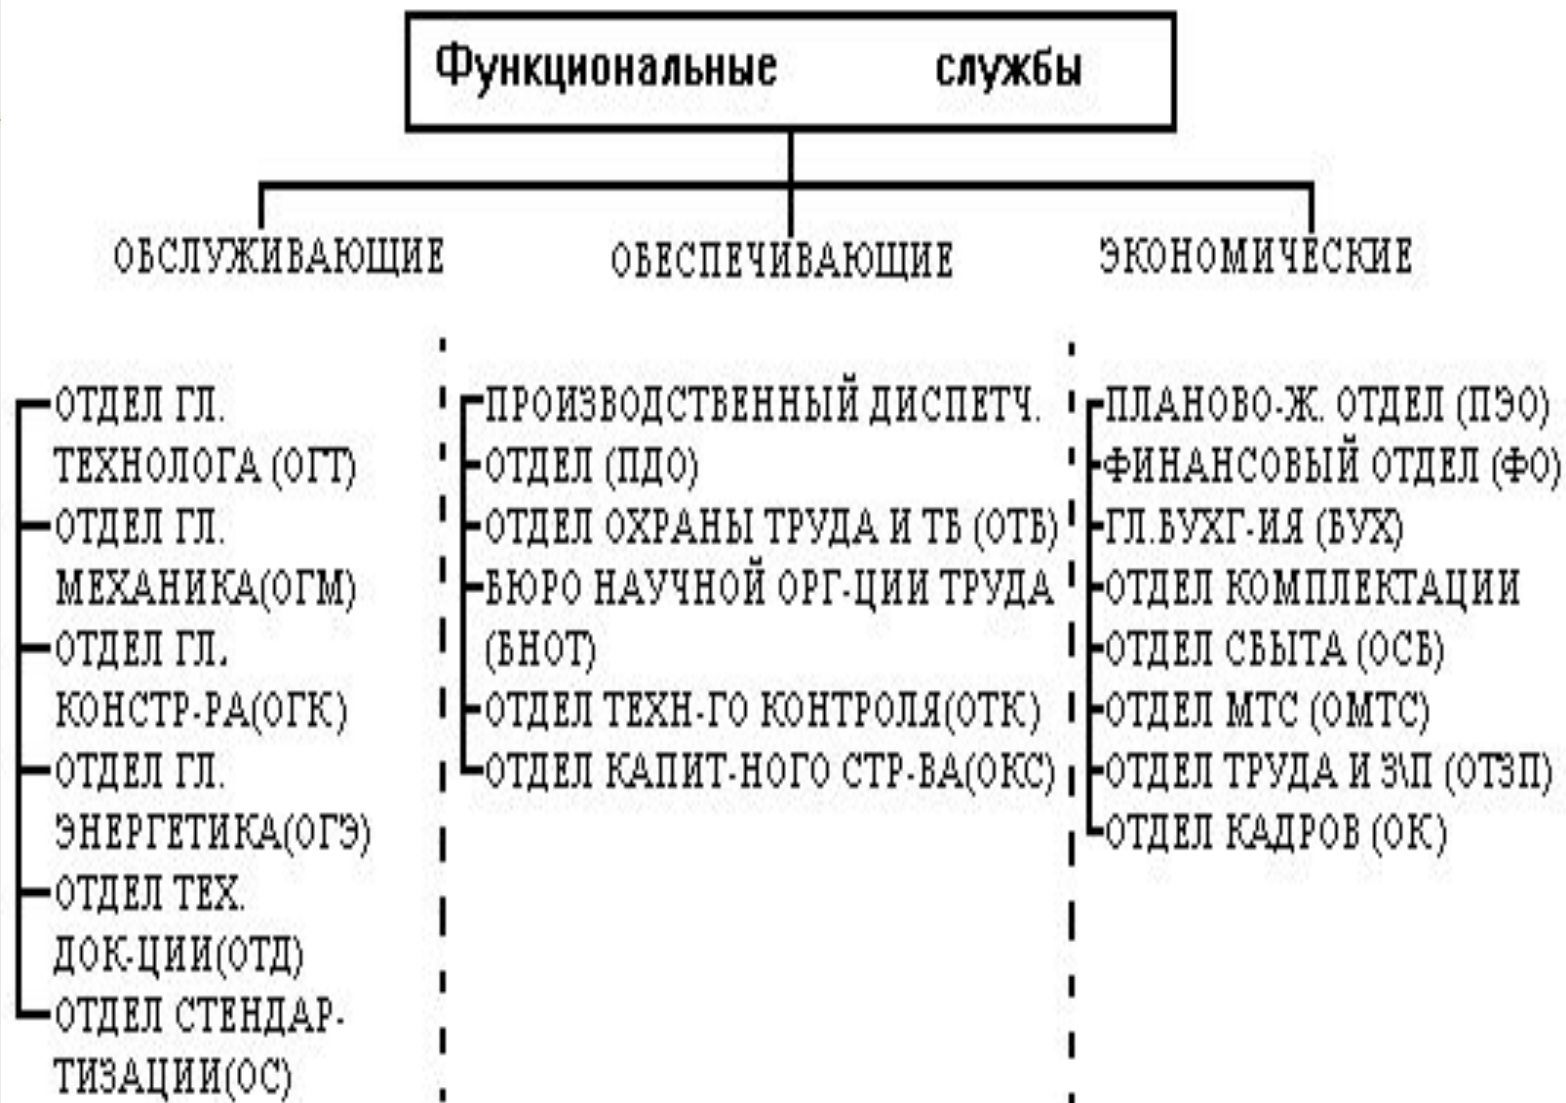 Функциональные службы
ОБСЛУЖИВАЮЩИЕ
ОБЕСПЕЧИВАЮЩИЕ
ЭКОНОМИЧЕСКИЕ
ОТДЕЛ ГЛ.
ТЕХНОЛОГА (ОГТ)
ОТДЕЛ ГЛ.
МЕХАНИКА(ОГМ)
ОТДЕЛ ГЛ.
КОНСТР-РА(ОГК)
ОТДЕЛ ГЛ.
ЭНЕРГЕТИКА(ОГЭ)
ОТДЕЛ ТЕХ.
ДОК-ЦИИ(ОТД)
ОТДЕЛ СТЕНДАР-
ТИЗАЦИИ(ОС)
ПРОИЗВОДСТВЕННЫЙ ДИСПЕТЧ.
ОТДЕЛ (ПДО)
ОТДЕЛ ОХРАНЫ ТРУДА И ТБ (ОТБ)
БЮРО НАУЧНОЙ ОРГ-ЦИИ ТРУДА
(БНОТ)
ОТДЕЛ ТЕХН-ГО КОНТРОЛЯ(ОТК)
ОТДЕЛ КАПИТ-НОГО СТР-ВА(ОКС)
ПЛАНОВО-Ж. ОТДЕЛ (ПЭО)
ФИНАНСОВЫЙ ОТДЕЛ (ФО)
ГЛ.БУХГ-ИЯ (БУХ)
ОТДЕЛ КОМПЛЕКТАЦИИ
ОТДЕЛ СБЫТА (ОСБ)
ОТДЕЛ МТС (ОМТС)
ОТДЕЛ ТРУДА И З\П (ОТЗП)
ОТДЕЛ КАДРОВ (ОК)